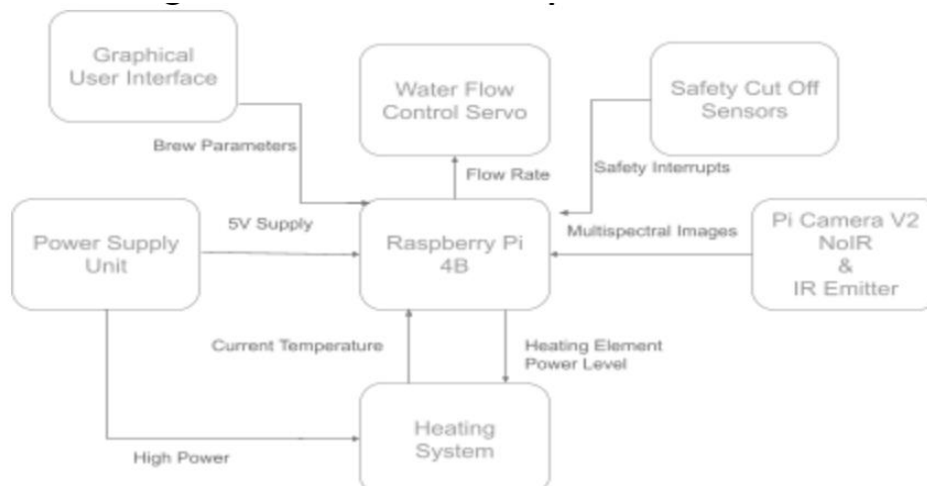 Graphical
User Interface
Water Flow
Control Servo
Safety Cut Off
Sensors
Brew Parameters
Flow Rate
Safety Interrupts
Power Supply
Unit
5V Supply
Raspberry Pi
4B
Multispectral Images
Pi Camera V2
NoIR
&
IR Emitter
Current Temperature
Heating Element
Power Level
Heating
System
High Power